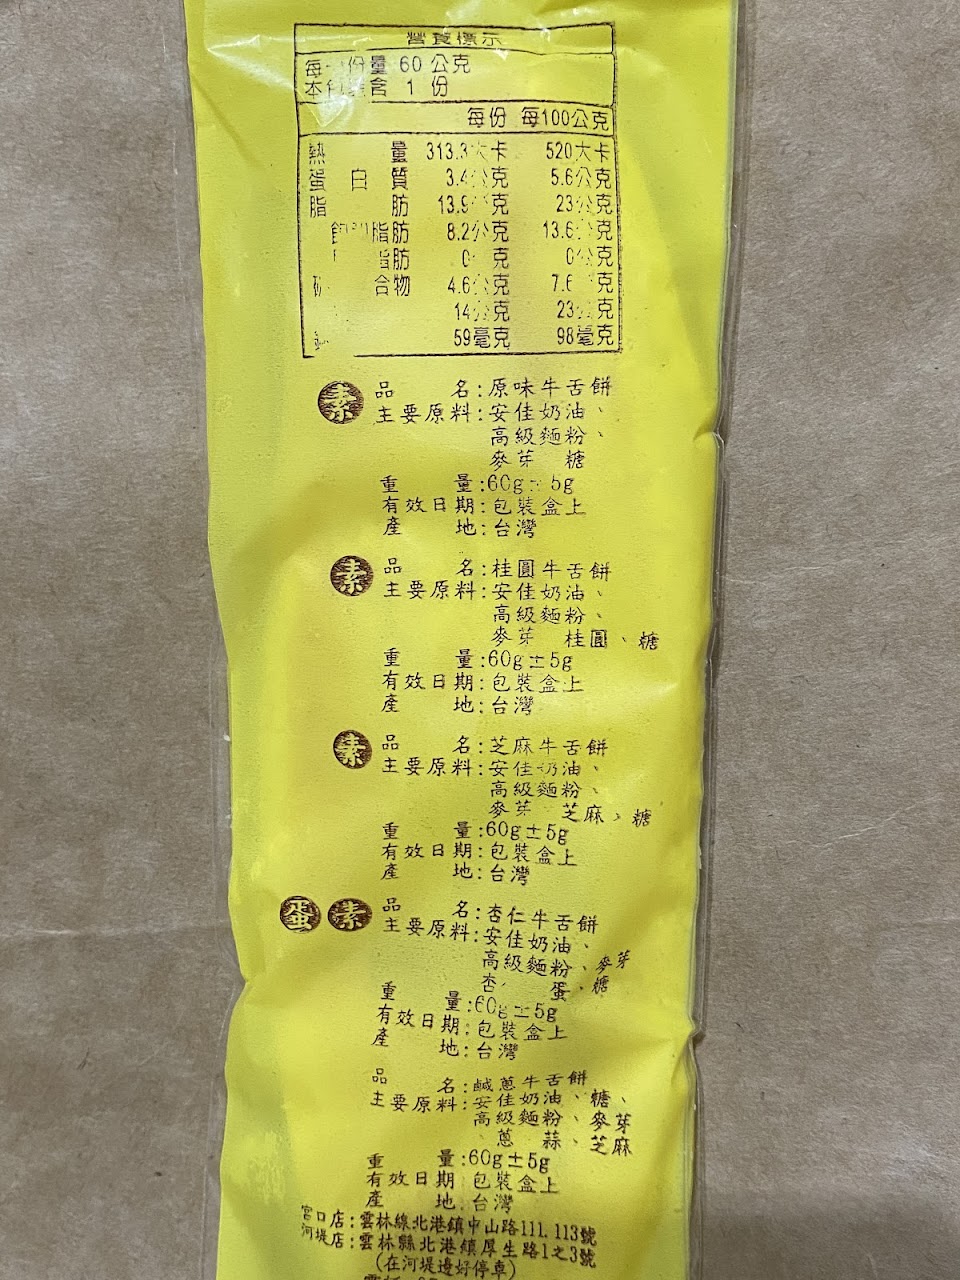 營養標示
每 份量 60 公克
本 含 1 份
每份 每100公克
熱 量 313.3大卡 520大卡
蛋白質 3.4公克 5.6公克
脂肪 13.9 克 23公克
飽 脂肪 8.2公克 13.6 克
脂肪 0 克 0公克
合物 4.6公克 7.6 克
14公克 23 克
59毫克 98毫克
素 品名:原味牛舌餅
主要原料:安佳奶油、
高級麵粉、
麥芽 糖
重量:60g±5g
有效日期:包裝盒上
產地:台灣
素 品名:桂圓牛舌餅
主要原料:安佳奶油、
高級麵粉、
麥芽 桂圓、糖
重量:60g±5g
有效日期:包裝盒上
產地:台灣
素 品名:芝麻牛舌餅
主要原料:安佳奶油、
高級麵粉、
麥芽 芝麻、糖
重量:60g±5g
有效日期:包裝盒上
產地:台灣
蛋 素 品名:杏仁牛舌餅
主要原料:安佳奶油、
高級麵粉、麥芽
杏 蛋、糖
重量:60g±5g
有效日期:包裝盒上
產地:台灣
品名:鹹蔥牛舌餅
主要原料:安佳奶油、糖、
高級麵粉、麥芽
、蔥 蒜、芝麻
重量:60g±5g
有效日期:包裝盒上
產地:台灣
宮口店:雲林線北港鎮中山路111.113號
河堤店:雲林縣北港鎮厚生路1之3號
(在河堤邊好停車)